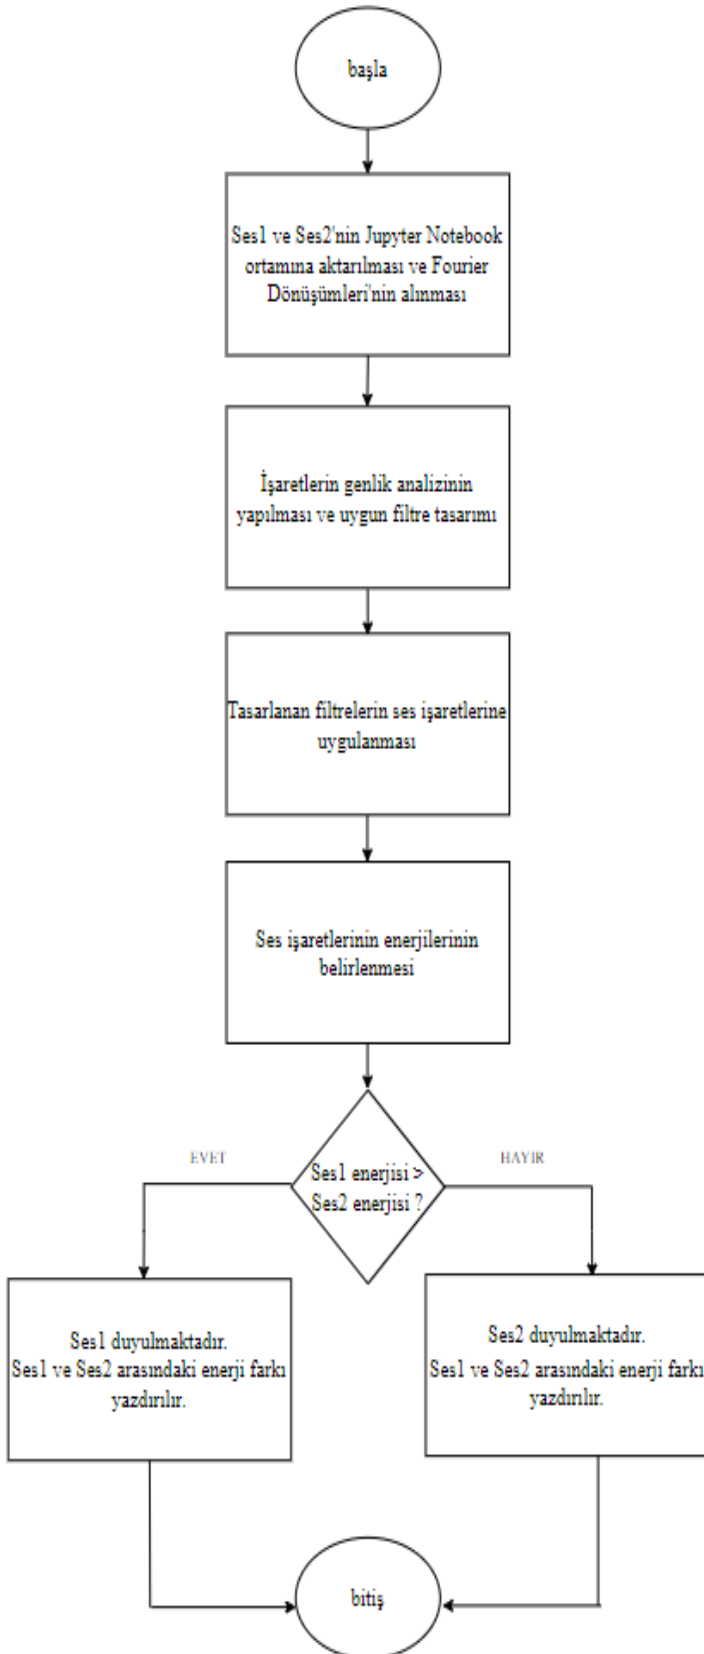 başla
Ses1 ve Ses2'nin Jupyter Notebook
ortamına aktarılması ve Fourier
Dönüşümleri'nin alınması
İşaretlerin genlik analizinin
yapılması ve uygun filtre tasarımı
Tasarlanan filtrelerin ses işaretlerine
uygulanması
Ses işaretlerinin enerjilerinin
belirlenmesi
Ses1 enerjisi >
Ses2 enerjisi ?
EVET
HAYIR
Ses1 duyulmaktadır.
Ses1 ve Ses2 arasındaki enerji farkı
yazdırılır.
Ses2 duyulmaktadır.
Ses1 ve Ses2 arasındaki enerji farkı
yazdırılır.
bitiş